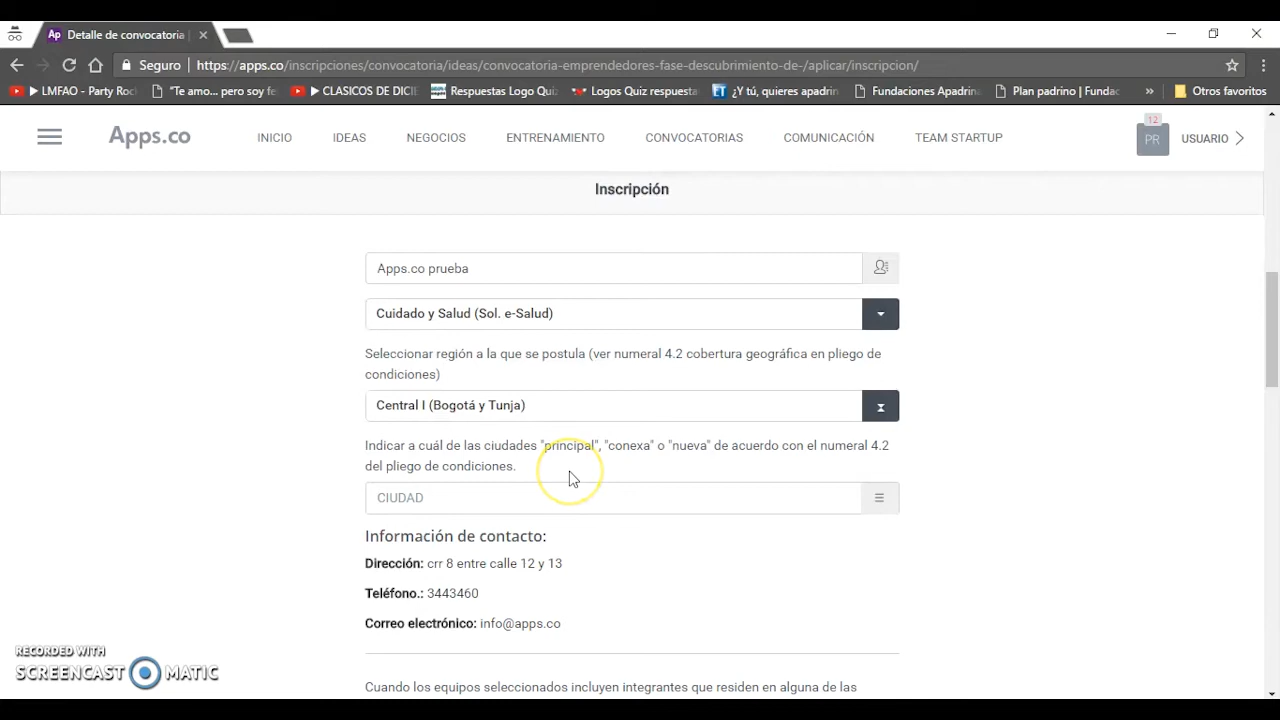 Ap Detalle de convocatoria | ×
Seguro | https://apps.co/inscripciones/convocatoria/ideas/convocatoria-emprendedores-fase-descubrimiento-de-/aplicar/inscripcion/
▶ LMFAO - Party Roc "Te amo... pero soy fe ▶ CLASICOS DE DICIE Respuestas Logo Quiz Logos Quiz respuesta ET ¿Y tú, quieres apadrin Fundaciones Apadrina Plan padrino | Fundac » Otros favoritos
Apps.co INICIO IDEAS NEGOCIOS ENTRENAMIENTO CONVOCATORIAS COMUNICACIÓN TEAM STARTUP 12 PR USUARIO
Inscripción
Apps.co prueba
Cuidado y Salud (Sol. e-Salud)
Seleccionar región a la que se postula (ver numeral 4.2 cobertura geográfica en pliego de
condiciones)
Central I (Bogotá y Tunja)
Indicar a cuál de las ciudades "principal", "conexa" o "nueva" de acuerdo con el numeral 4.2
del pliego de condiciones.
CIUDAD
Información de contacto:
Dirección: crr 8 entre calle 12 y 13
Teléfono.: 3443460
Correo electrónico: info@apps.co
RECORDED WITH
SCREENCAST MATIC
Cuando los equipos seleccionados incluyen integrantes que residen en alguna de las